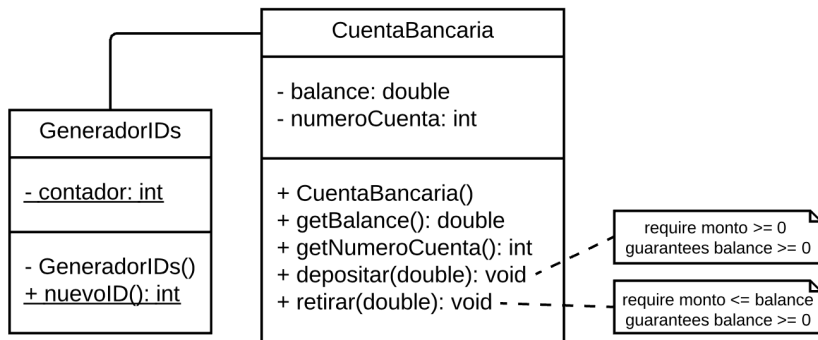 CuentaBancaria
- balance: double
- numeroCuenta: int
+ CuentaBancaria()
+ getBalance(): double
+ getNumeroCuenta(): int
+ depositar(double): void
+ retirar(double): void
GeneradorIDs
- contador: int
- GeneradorIDs()
+ nuevoID(): int
require monto >= 0
guarantees balance >= 0
require monto <= balance
guarantees balance >= 0